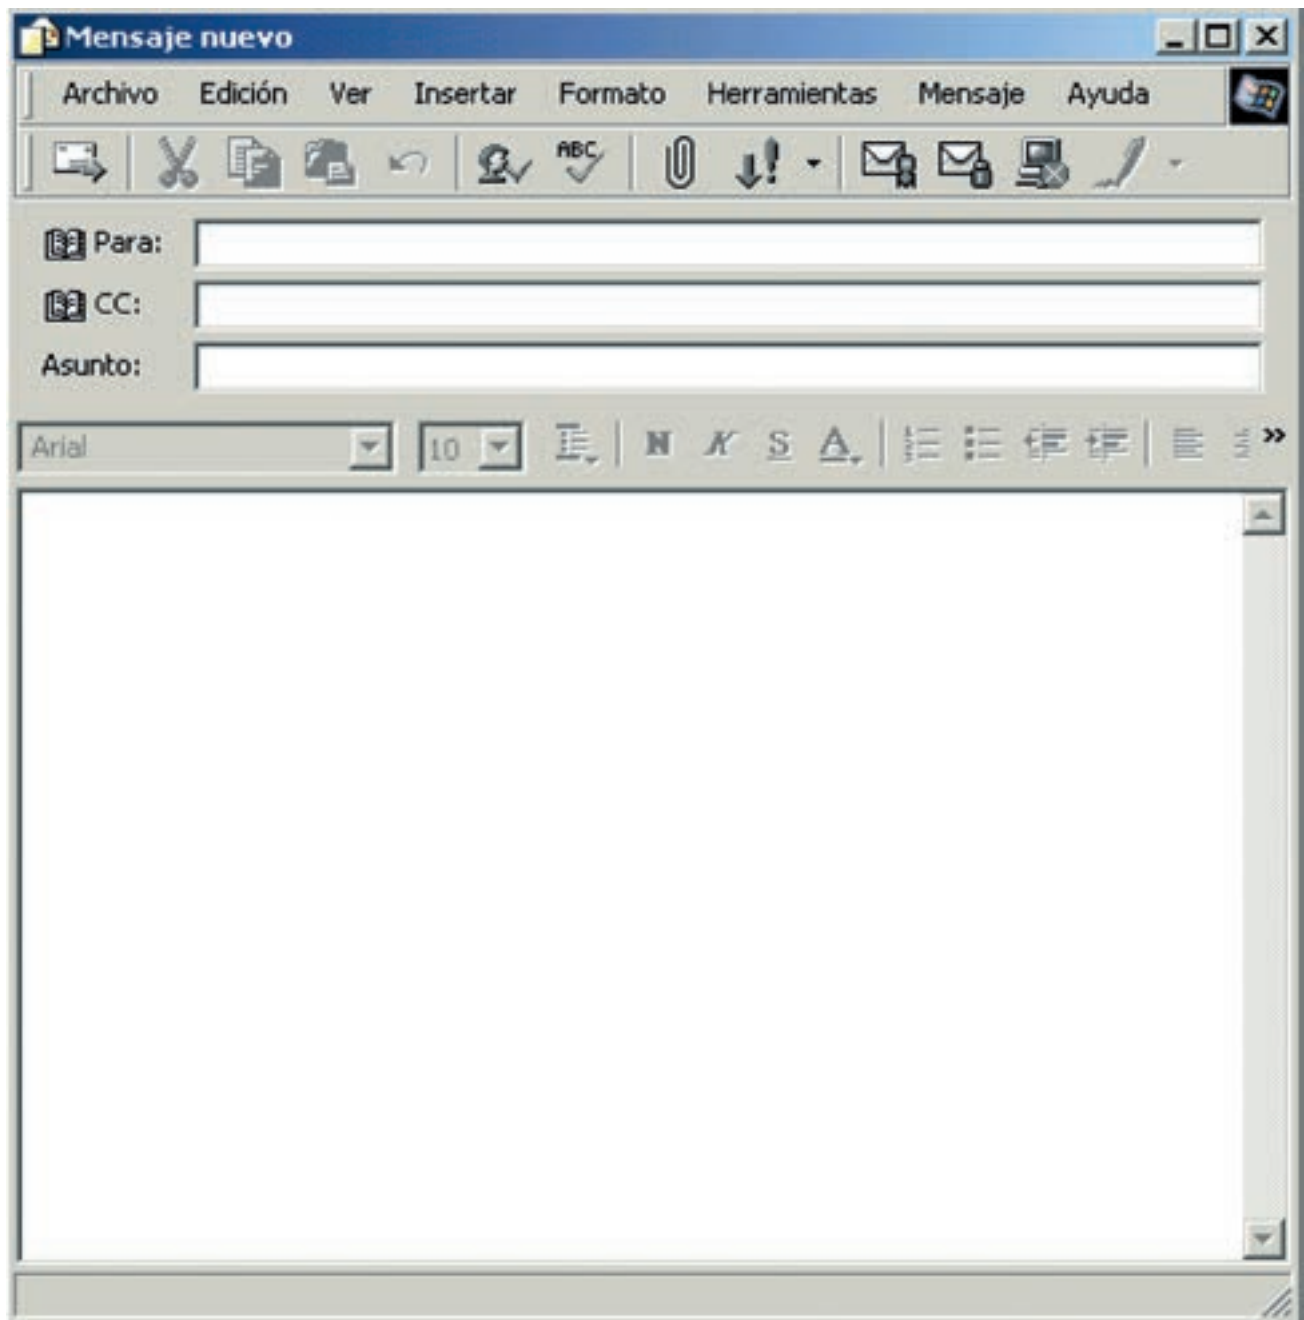 Mensaje nuevo
Archivo Edición Ver Insertar Formato Herramientas Mensaje Ayuda
ABC
Para:
CC:
Asunto:
Arial 10 N K S A